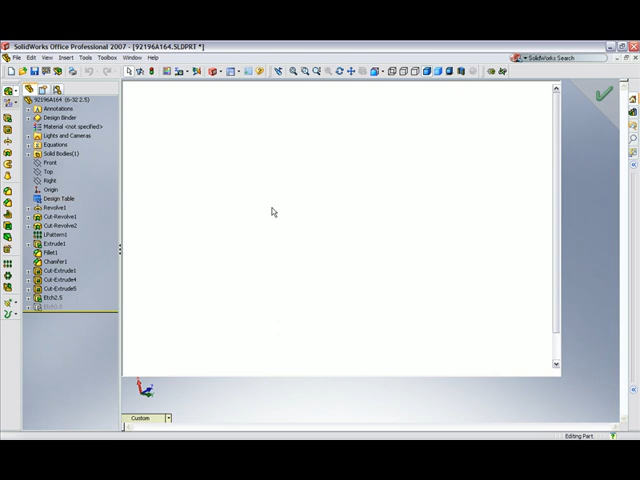 SolidWorks Office Professional 2007 - [92196A164.SLDPRT *]
File Edit View Insert Tools Toolbox Window Help
SolidWorks Search
92196A164 (6-32 2.5)
Annotations
Design Binder
Material <not specified>
Lights and Cameras
Equations
Solid Bodies(1)
Front
Top
Right
Origin
Design Table
Revolve1
Cut-Revolve1
Cut-Revolve2
LPattern1
Extrude1
Fillet1
Chamfer1
Cut-Extrude1
Cut-Extrude4
Cut-Extrude5
Etch2.5
Custom
Editing Part